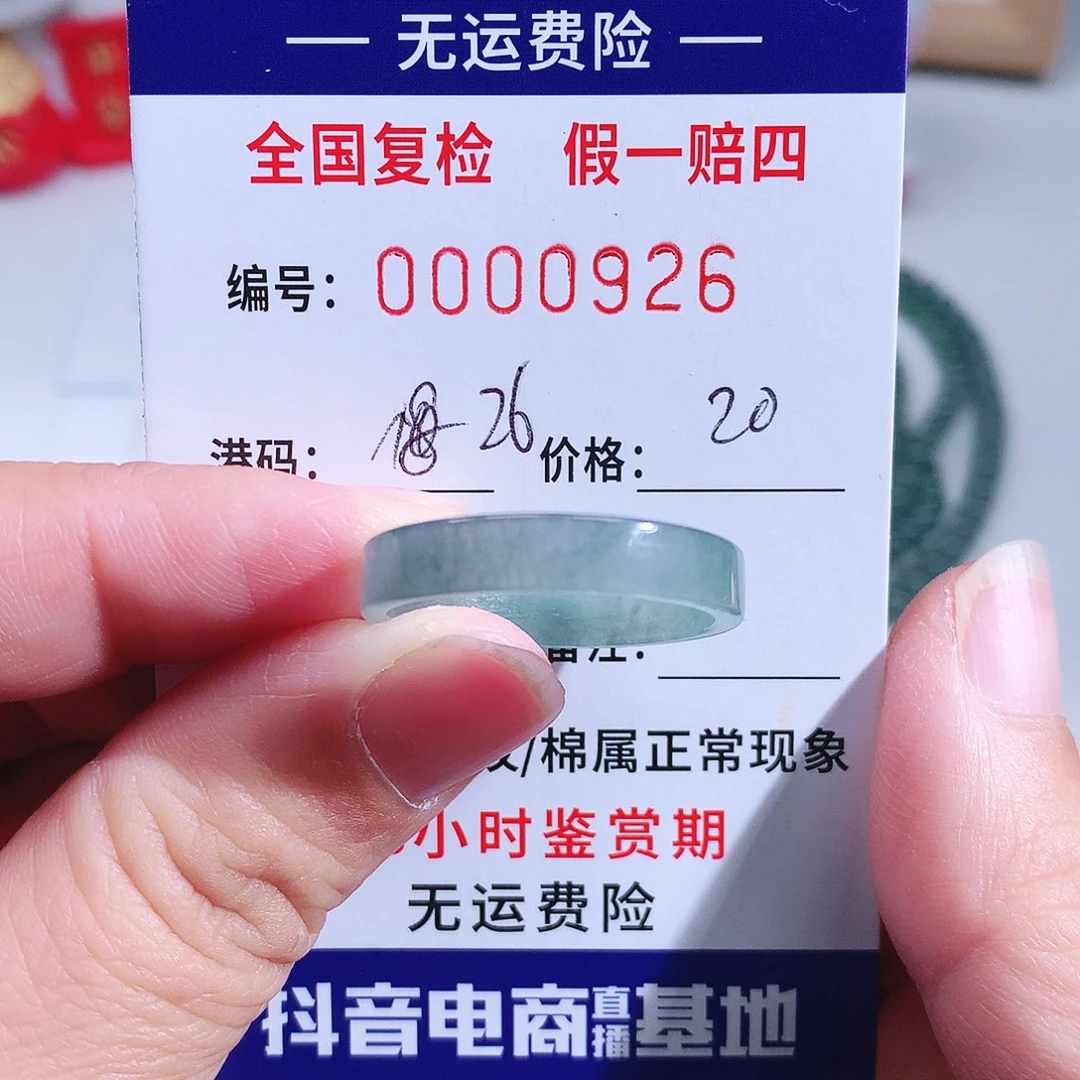 无运费险
全国复检 假一赔四
编号：0000926
港码： 26 价格： 20
备注：
/棉属正常现象
小时鉴赏期
无运费险
抖音电商直播基地